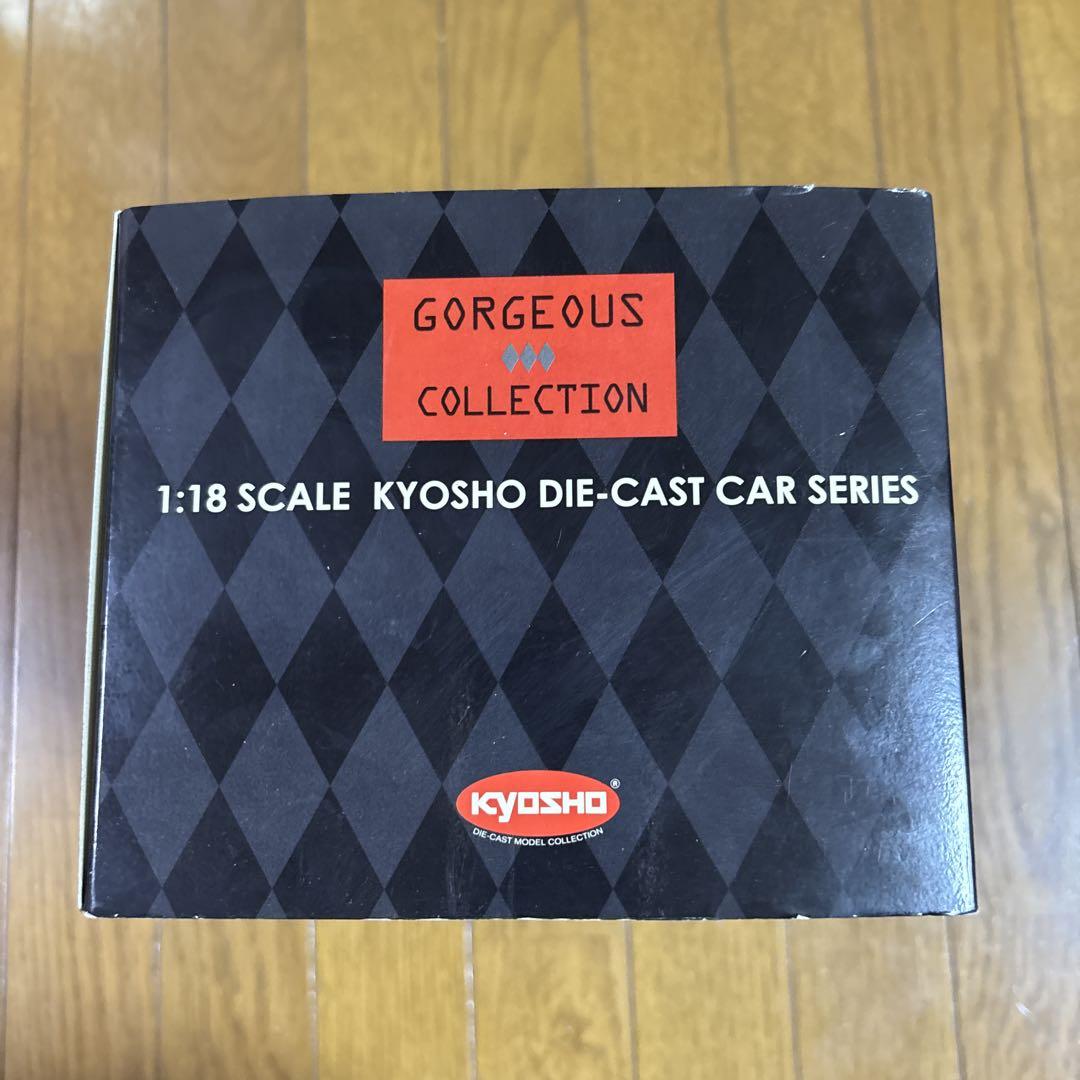 GORGEOUS
COLLECTION
1:18 SCALE KYOSHO DIE-CAST CAR SERIES
KYOSHO®
DIE-CAST MODEL COLLECTION